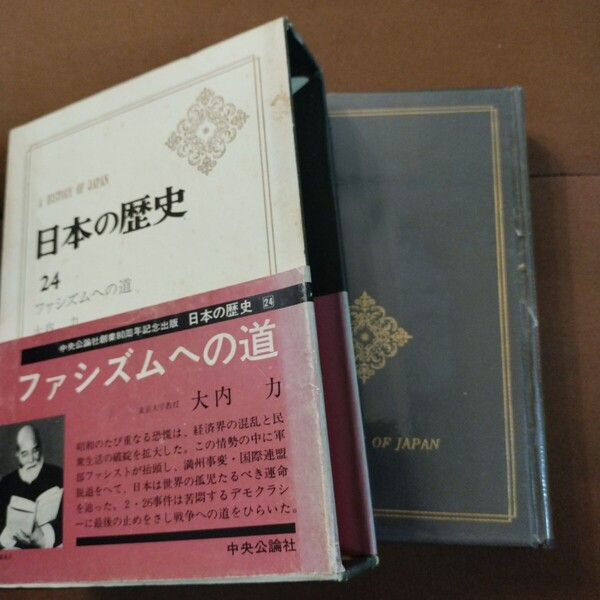 A HISTORY OF JAPAN
日本の歴史
24
ファシズムへの道
大内 力
中央公論社創業80周年記念出版 日本の歴史 24
ファシズムへの道
東京大学教授 大内 力
昭和のたび重なる恐慌は、経済界の混乱と民
衆生活の破綻を拡大した。この情勢の中に軍
部ファシストが抬頭し、満州事変・国際連盟
脱退をへて、日本は世界の孤児たるべき運命
を辿った。2・26事件は苦悶するデモクラシ
ーに最後の止めをさし戦争への道をひらいた。
中央公論社
OF JAPAN